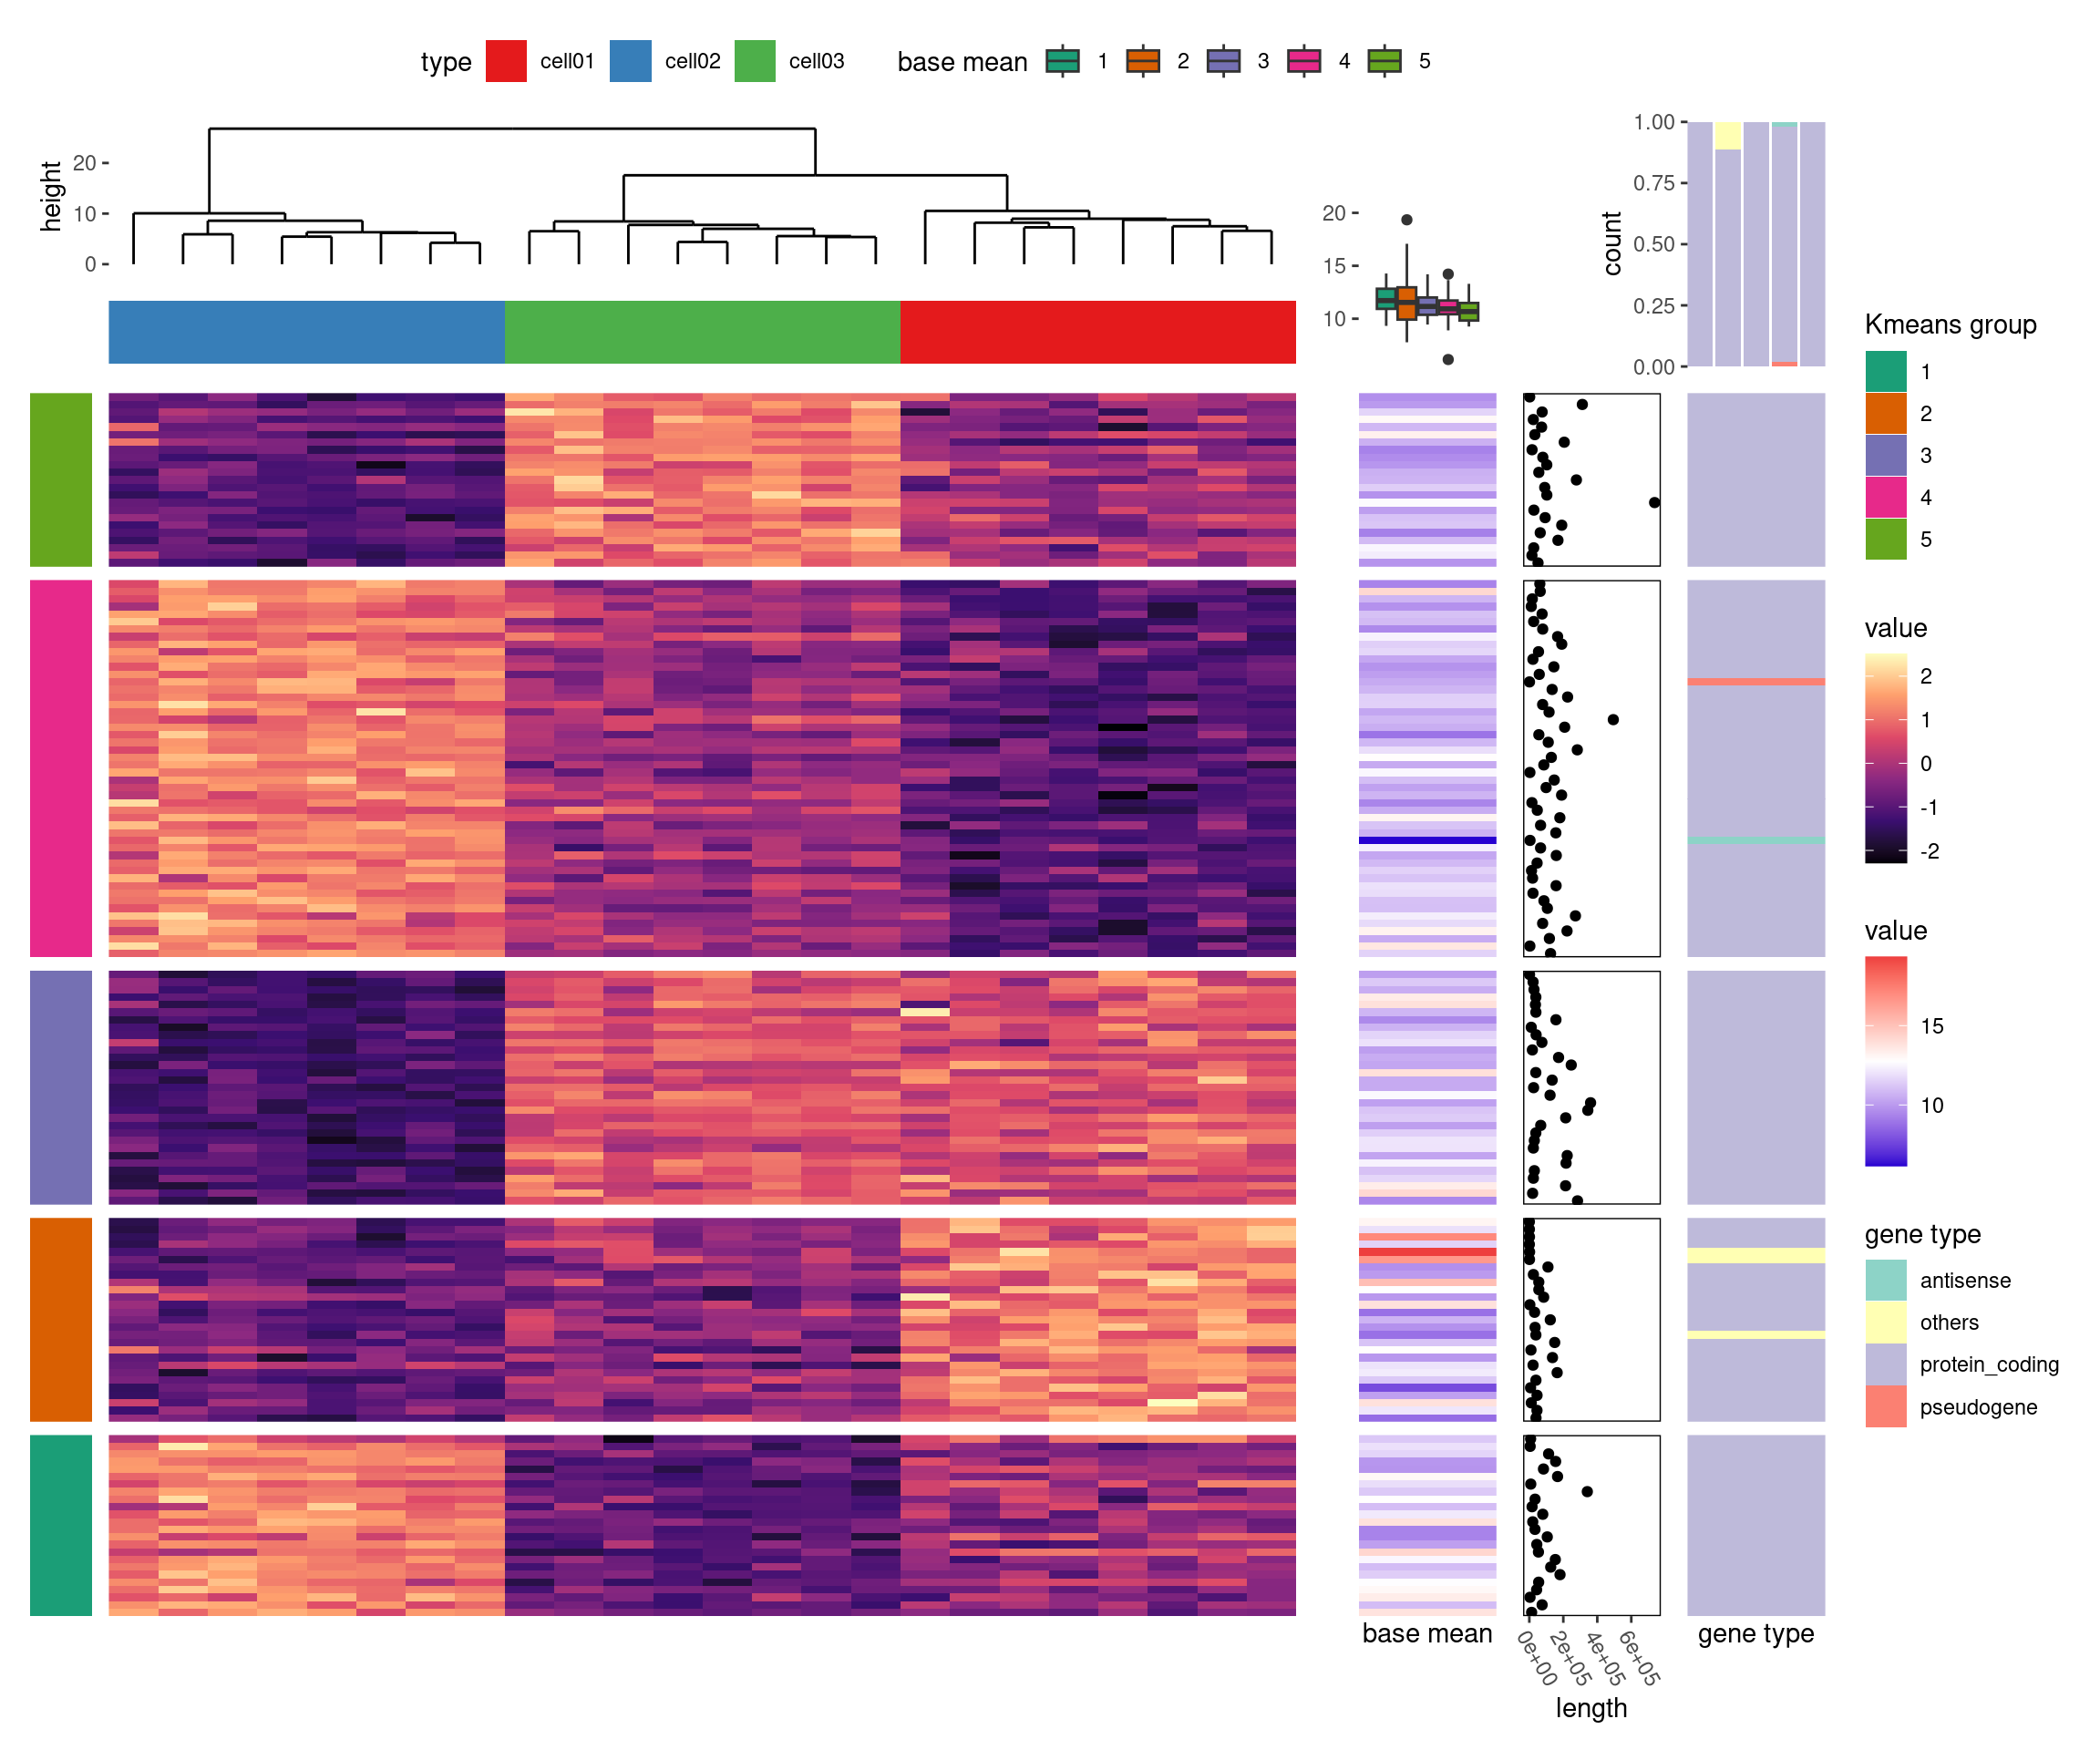 type cell01 cell02 cell03 base mean 1 2 3 4 5
height
20
10
0
20
15
10
count
1.00
0.75
0.50
0.25
0.00
Kmeans group
1
2
3
4
5
value
2
1
0
-1
-2
value
15
10
gene type
antisense
others
protein_coding
pseudogene
base mean
0e+00 2e+05 4e+05 6e+05
length
gene type